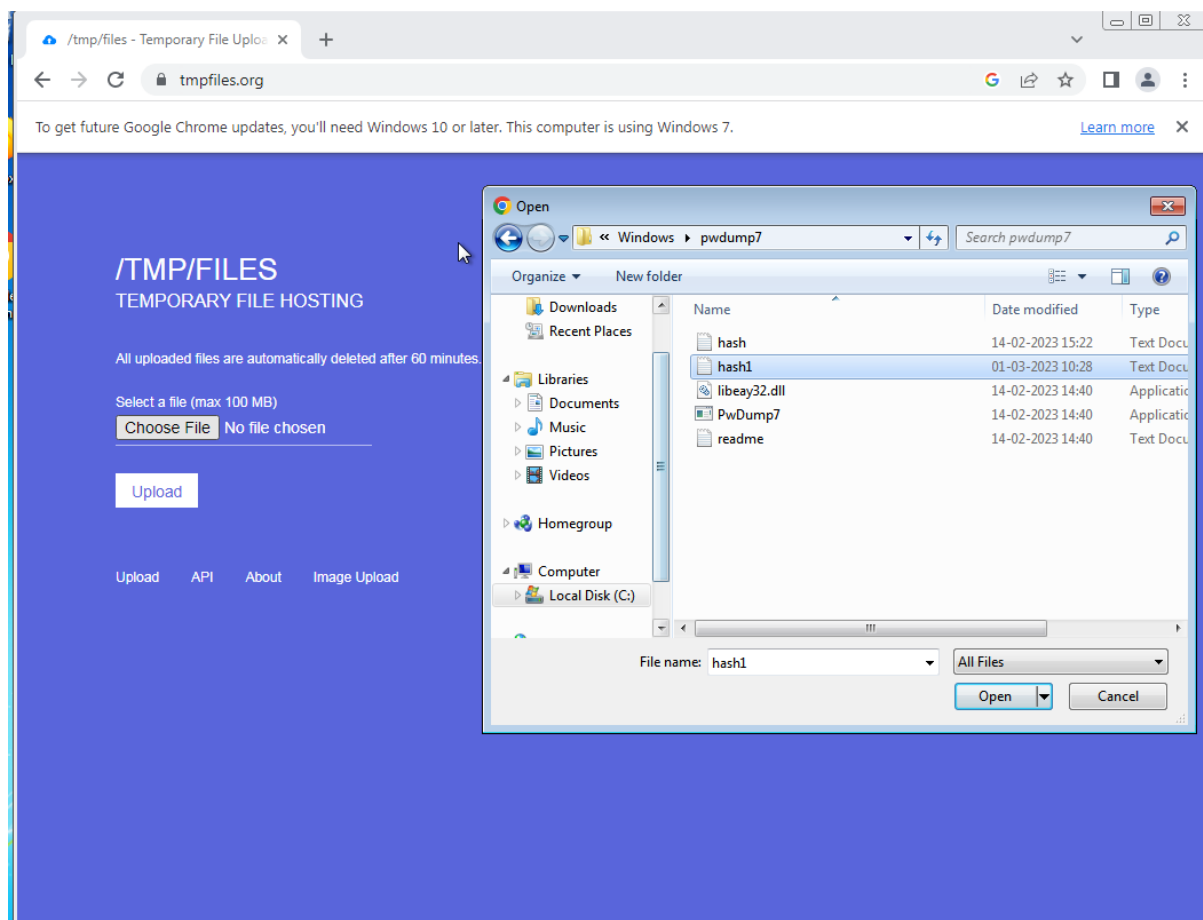 /tmp/files - Temporary File Uploa
tmpfiles.org
To get future Google Chrome updates, you'll need Windows 10 or later. This computer is using Windows 7.
Learn more
/TMP/FILES
TEMPORARY FILE HOSTING
All uploaded files are automatically deleted after 60 minutes.
Select a file (max 100 MB)
Choose File No file chosen
Upload
Upload API About Image Upload
Open
« Windows pwdump7
Search pwdump7
Organize New folder
Downloads
Recent Places
Libraries
Documents
Music
Pictures
Videos
Homegroup
Computer
Local Disk (C:)
Name Date modified Type
hash 14-02-2023 15:22 Text Docu
hash1 01-03-2023 10:28 Text Docu
libeay32.dll 14-02-2023 14:40 Applicatio
PwDump7 14-02-2023 14:40 Applicatio
readme 14-02-2023 14:40 Text Docu
File name: hash1 All Files
Open Cancel